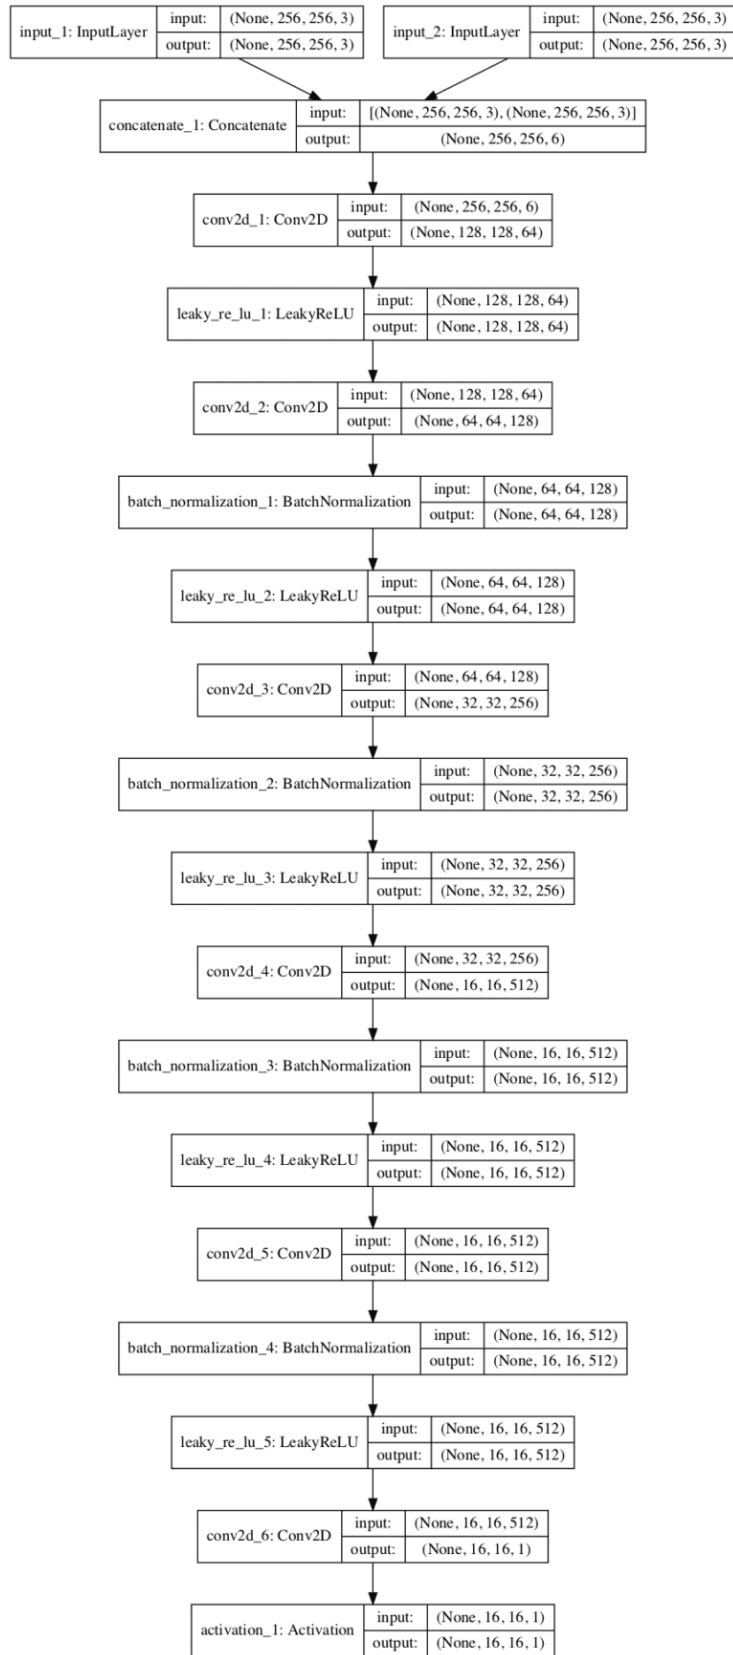 input_1: InputLayer
input: (None, 256, 256, 3)
output: (None, 256, 256, 3)
input_2: InputLayer
input: (None, 256, 256, 3)
output: (None, 256, 256, 3)
concatenate_1: Concatenate
input: [(None, 256, 256, 3), (None, 256, 256, 3)]
output: (None, 256, 256, 6)
conv2d_1: Conv2D
input: (None, 256, 256, 6)
output: (None, 128, 128, 64)
leaky_re_lu_1: LeakyReLU
input: (None, 128, 128, 64)
output: (None, 128, 128, 64)
conv2d_2: Conv2D
input: (None, 128, 128, 64)
output: (None, 64, 64, 128)
batch_normalization_1: BatchNormalization
input: (None, 64, 64, 128)
output: (None, 64, 64, 128)
leaky_re_lu_2: LeakyReLU
input: (None, 64, 64, 128)
output: (None, 64, 64, 128)
conv2d_3: Conv2D
input: (None, 64, 64, 128)
output: (None, 32, 32, 256)
batch_normalization_2: BatchNormalization
input: (None, 32, 32, 256)
output: (None, 32, 32, 256)
leaky_re_lu_3: LeakyReLU
input: (None, 32, 32, 256)
output: (None, 32, 32, 256)
conv2d_4: Conv2D
input: (None, 32, 32, 256)
output: (None, 16, 16, 512)
batch_normalization_3: BatchNormalization
input: (None, 16, 16, 512)
output: (None, 16, 16, 512)
leaky_re_lu_4: LeakyReLU
input: (None, 16, 16, 512)
output: (None, 16, 16, 512)
conv2d_5: Conv2D
input: (None, 16, 16, 512)
output: (None, 16, 16, 512)
batch_normalization_4: BatchNormalization
input: (None, 16, 16, 512)
output: (None, 16, 16, 512)
leaky_re_lu_5: LeakyReLU
input: (None, 16, 16, 512)
output: (None, 16, 16, 512)
conv2d_6: Conv2D
input: (None, 16, 16, 512)
output: (None, 16, 16, 1)
activation_1: Activation
input: (None, 16, 16, 1)
output: (None, 16, 16, 1)